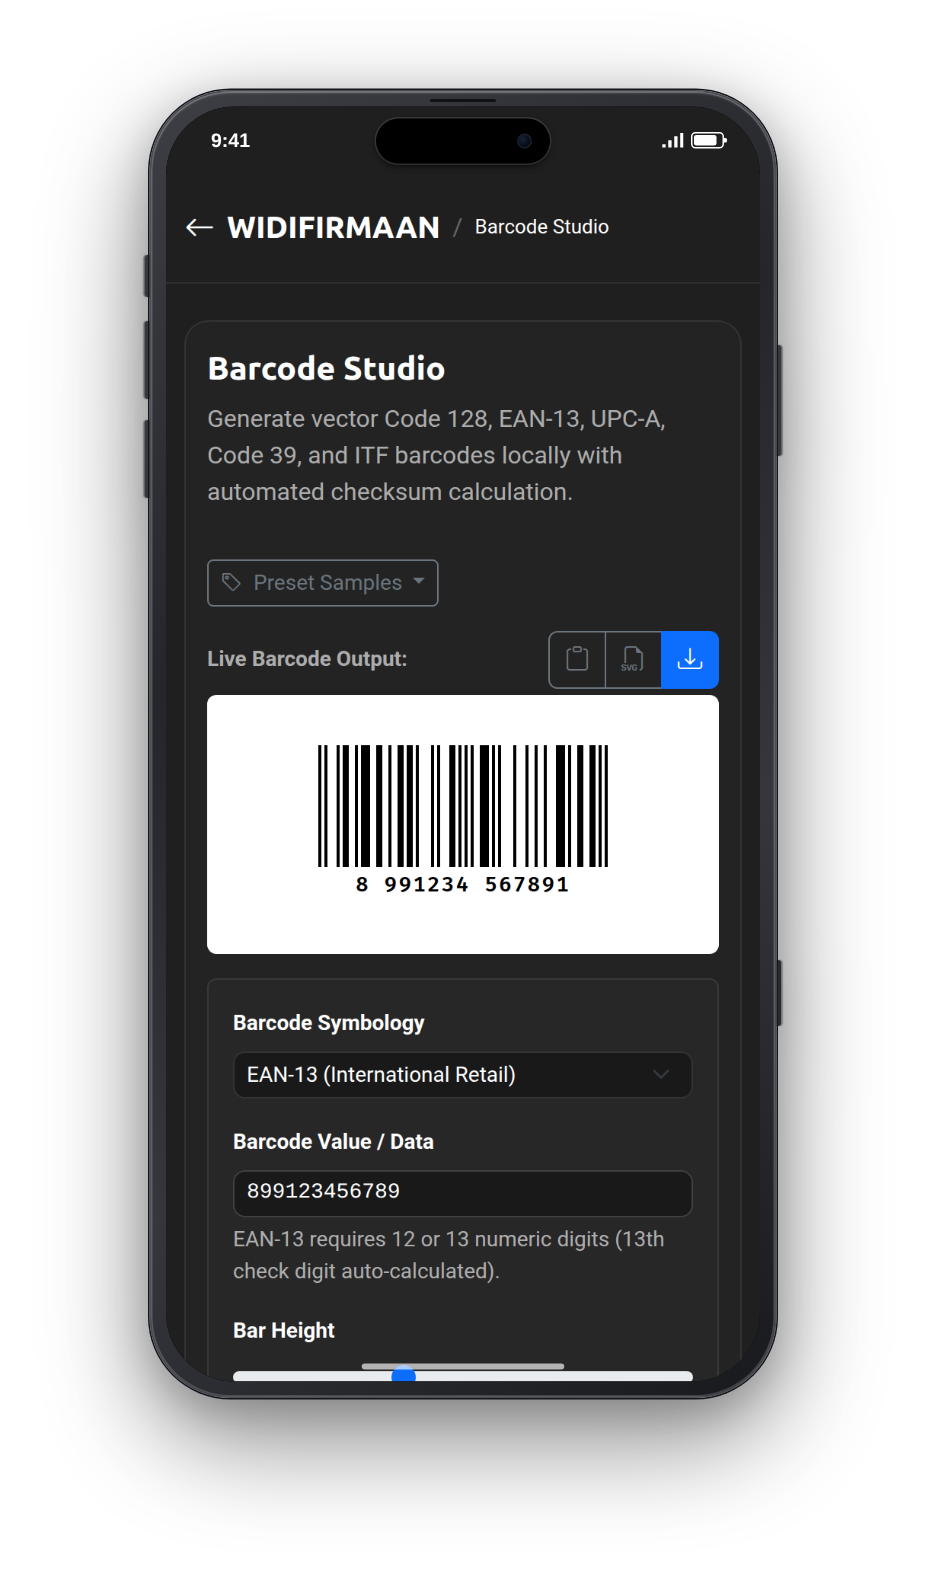 9:41
WIDIFIRMAAN / Barcode Studio
Barcode Studio
Generate vector Code 128, EAN-13, UPC-A,
Code 39, and ITF barcodes locally with
automated checksum calculation.
Preset Samples
Live Barcode Output:
SVG
8 991234 567891
Barcode Symbology
EAN-13 (International Retail)
Barcode Value / Data
899123456789
EAN-13 requires 12 or 13 numeric digits (13th
check digit auto-calculated).
Bar Height